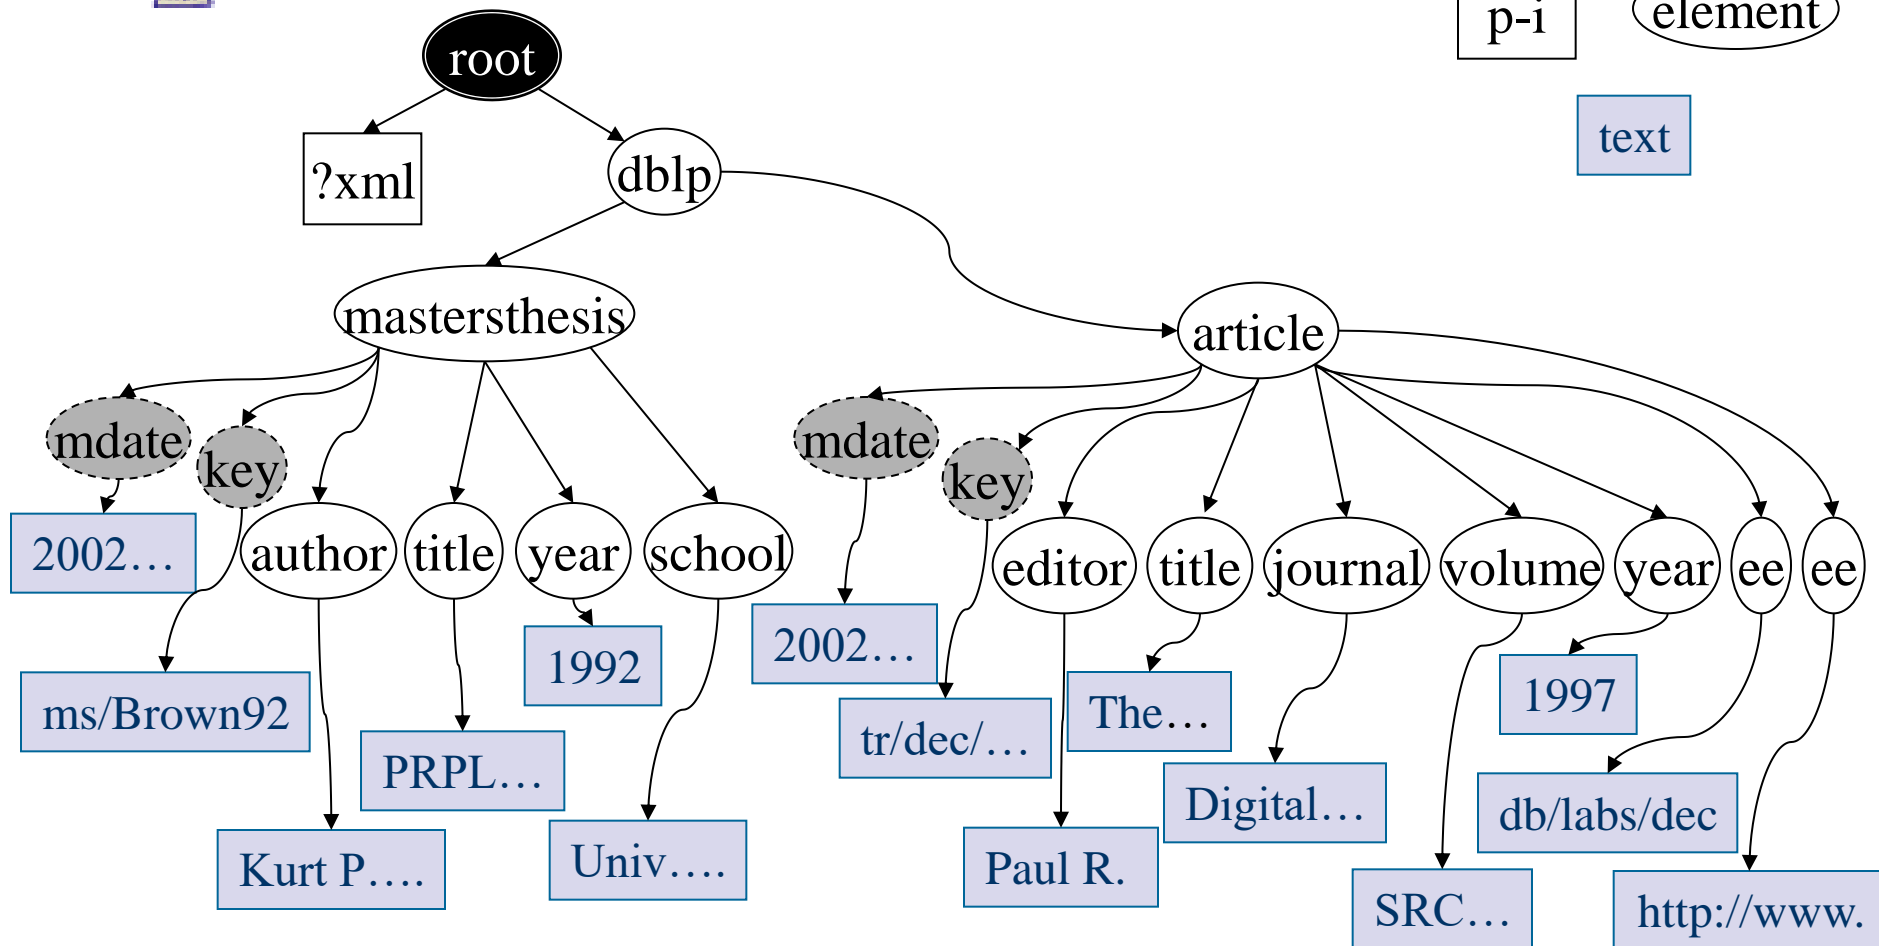 p-i
element
root
text
?xml
dblp
mastersthesis
article
mdate
key
mdate
key
author
title
year
school
editor
title
journal
volume
year
ee
ee
2002…
1992
2002…
ms/Brown92
The…
1997
tr/dec/…
PRPL…
Digital…
db/labs/dec
Kurt P….
Univ….
Paul R.
SRC…
http://www.